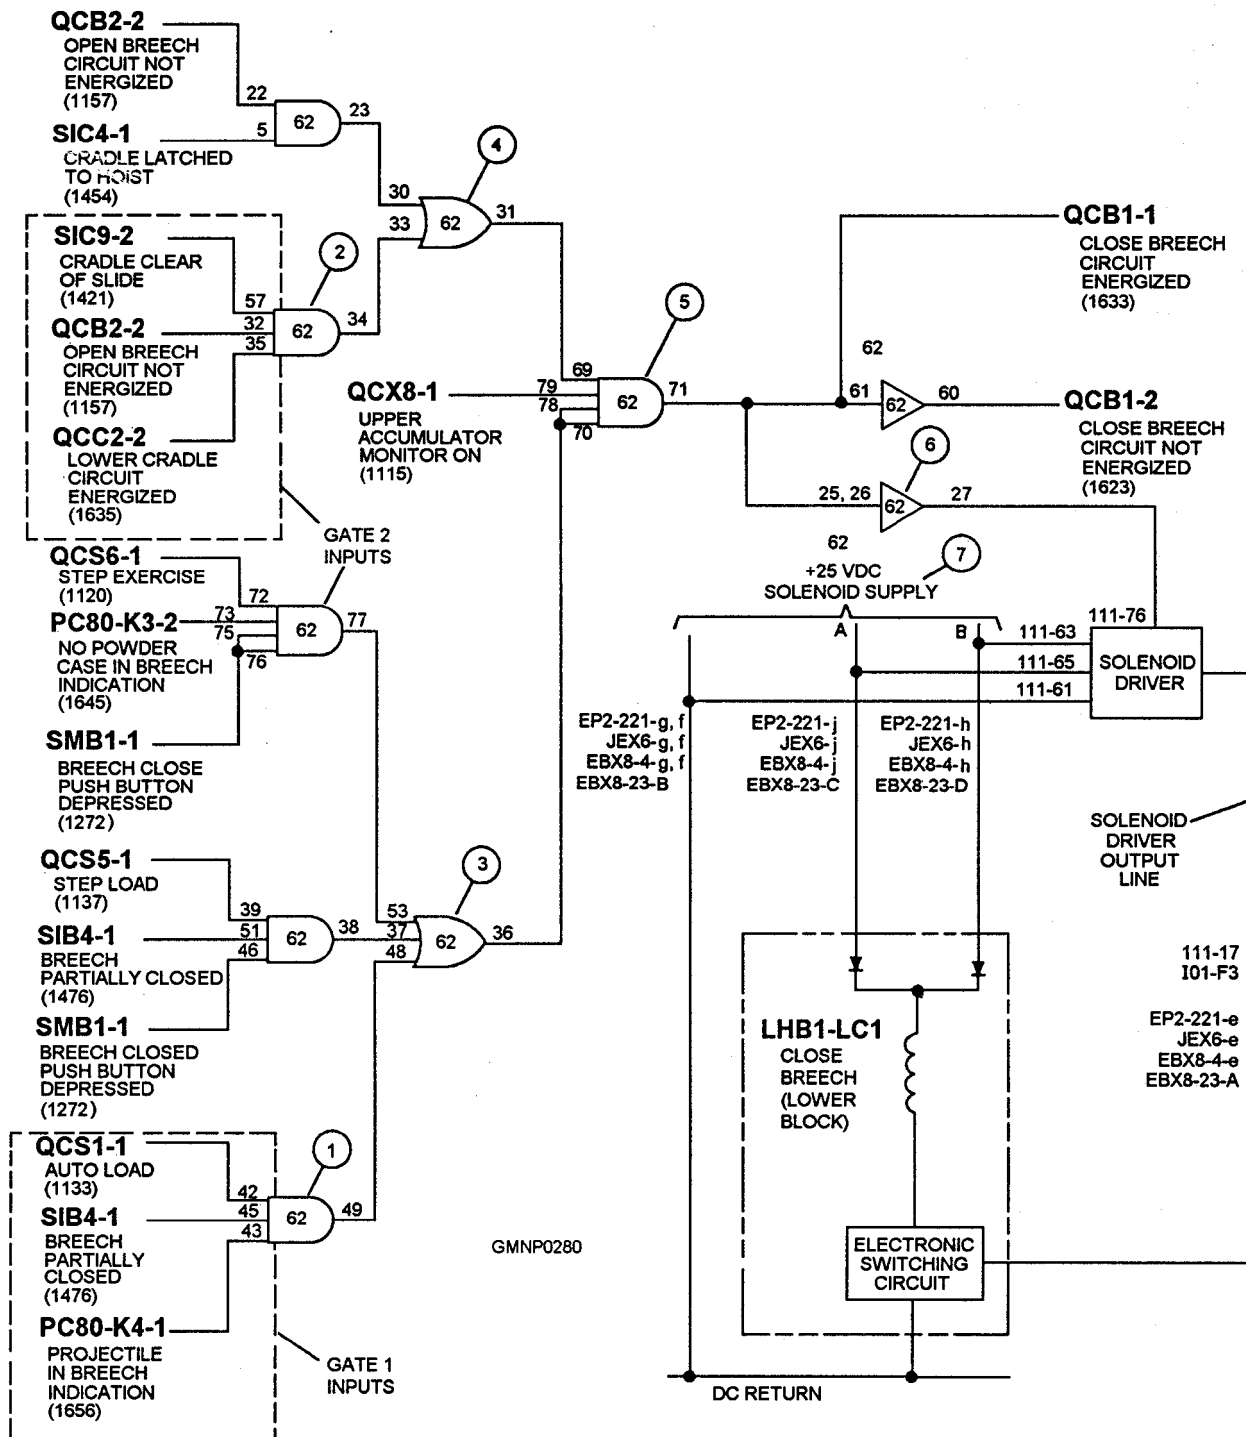 QCB2-2
OPEN BREECH
CIRCUIT NOT
ENERGIZED
(1157)
22
62
23
SIC4-1
5
CRADLE LATCHED
TO HOIST
(1454)
4
30
33
62
31
SIC9-2
CRADLE CLEAR
OF SLIDE
(1421)
2
57
32
35
62
34
QCB2-2
OPEN BREECH
CIRCUIT NOT
ENERGIZED
(1157)
QCC2-2
LOWER CRADLE
CIRCUIT
ENERGIZED
(1635)
GATE 2
INPUTS
QCX8-1
UPPER
ACCUMULATOR
MONITOR ON
(1115)
5
69
79
78
70
62
71
QCB1-1
CLOSE BREECH
CIRCUIT
ENERGIZED
(1633)
62
61
62
60
QCB1-2
CLOSE BREECH
CIRCUIT NOT
ENERGIZED
(1623)
6
25, 26
62
27
62
QCS6-1
STEP EXERCISE
(1120)
72
73
75
76
62
77
PC80-K3-2
NO POWDER
CASE IN BREECH
INDICATION
(1645)
SMB1-1
BREECH CLOSE
PUSH BUTTON
DEPRESSED
(1272)
7
+25 VDC
SOLENOID SUPPLY
A
B
111-76
111-63
111-65
111-61
SOLENOID
DRIVER
EP2-221-g, f
JEX6-g, f
EBX8-4-g, f
EBX8-23-B
EP2-221-j
JEX6-j
EBX8-4-j
EBX8-23-C
EP2-221-h
JEX6-h
EBX8-4-h
EBX8-23-D
SOLENOID
DRIVER
OUTPUT
LINE
QCS5-1
STEP LOAD
(1137)
39
51
46
62
38
SIB4-1
BREECH
PARTIALLY CLOSED
(1476)
SMB1-1
BREECH CLOSED
PUSH BUTTON
DEPRESSED
(1272)
3
53
37
48
62
36
111-17
I01-F3
EP2-221-e
JEX6-e
EBX8-4-e
EBX8-23-A
LHB1-LC1
CLOSE
BREECH
(LOWER
BLOCK)
ELECTRONIC
SWITCHING
CIRCUIT
DC RETURN
QCS1-1
AUTO LOAD
(1133)
1
42
45
43
62
49
SIB4-1
BREECH
PARTIALLY
CLOSED
(1476)
PC80-K4-1
PROJECTILE
IN BREECH
INDICATION
(1656)
GATE 1
INPUTS
GMNP0280